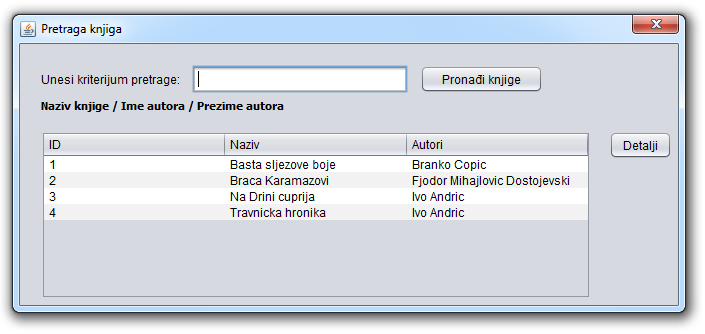 Pretraga knjiga
Unesi kriterijum pretrage: Pronađi knjige
Naziv knjige / Ime autora / Prezime autora
ID Naziv Autori
1 Basta sljezove boje Branko Copic
2 Braca Karamazovi Fjodor Mihajlovic Dostojevski
3 Na Drini cuprija Ivo Andric
4 Travnicka hronika Ivo Andric
Detalji